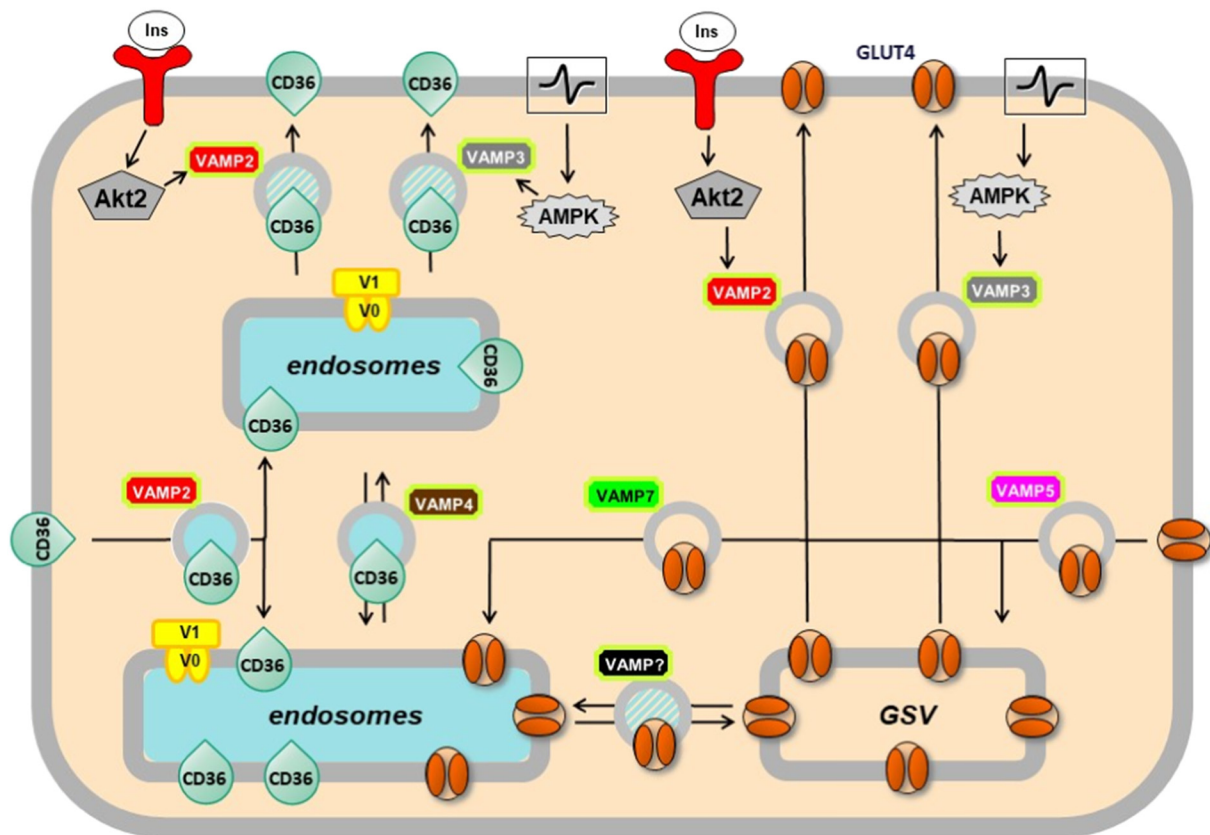 Ins
Ins
GLUT4
CD36
CD36
VAMP2
VAMP3
Akt2
AMPK
Akt2
AMPK
CD36
CD36
V1
V0
VAMP2
VAMP3
endosomes
CD36
CD36
VAMP2
VAMP4
VAMP7
VAMP5
CD36
CD36
CD36
V1
V0
CD36
VAMP?
endosomes
GSV
CD36
CD36